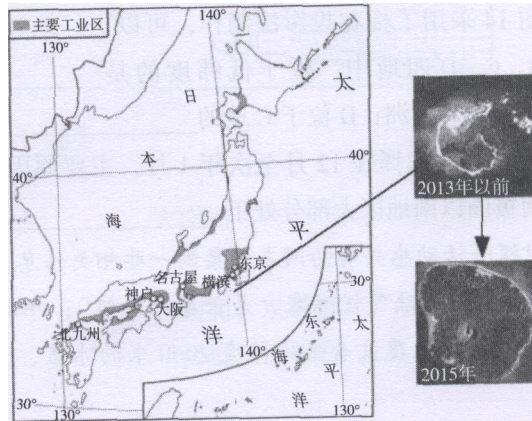 主要工业区
140°
130°
日
本
海
太
平
洋
40°
40°
30°
30°
130°
140°
130°
东京
横滨
名古屋
神户
大阪
北九州
东
海
太
平
洋
2013年以前
2015年